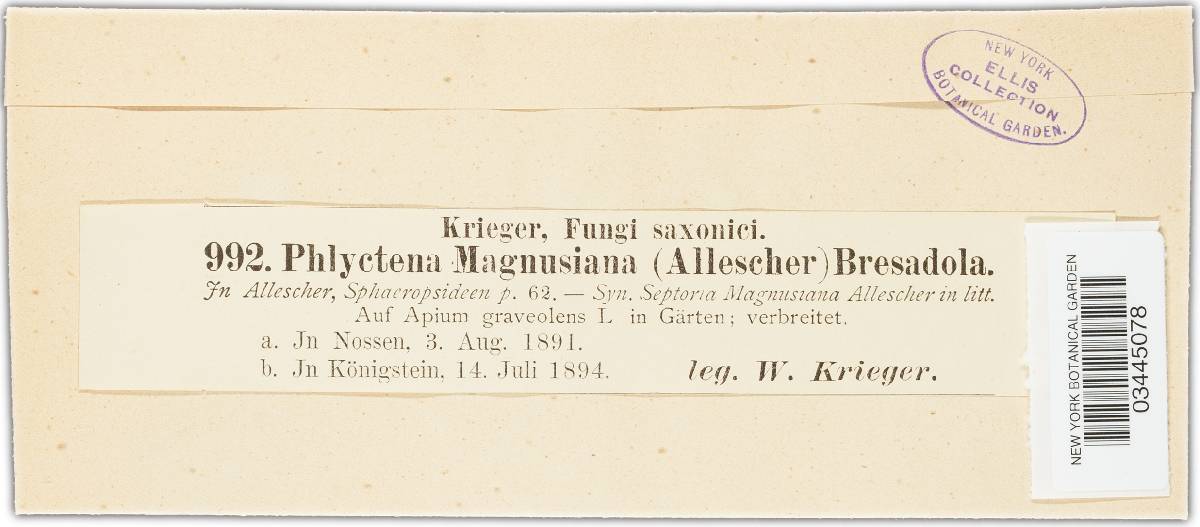 NEW YORK
ELLIS
COLLECTION
BOTANICAL GARDEN.
Krieger, Fungi saxonici.
992. Phlyctena Magnusiana (Allescher) Bresadola.
Jn Allescher, Sphaeropsideen p. 62. — Syn. Septoria Magnusiana Allescher in litt.
Auf Apium graveolens L in Gärten; verbreitet.
a. Jn Nossen, 3. Aug. 1891.
b. Jn Königstein, 14. Juli 1894. leg. W. Krieger.
NEW YORK BOTANICAL GARDEN
03445078